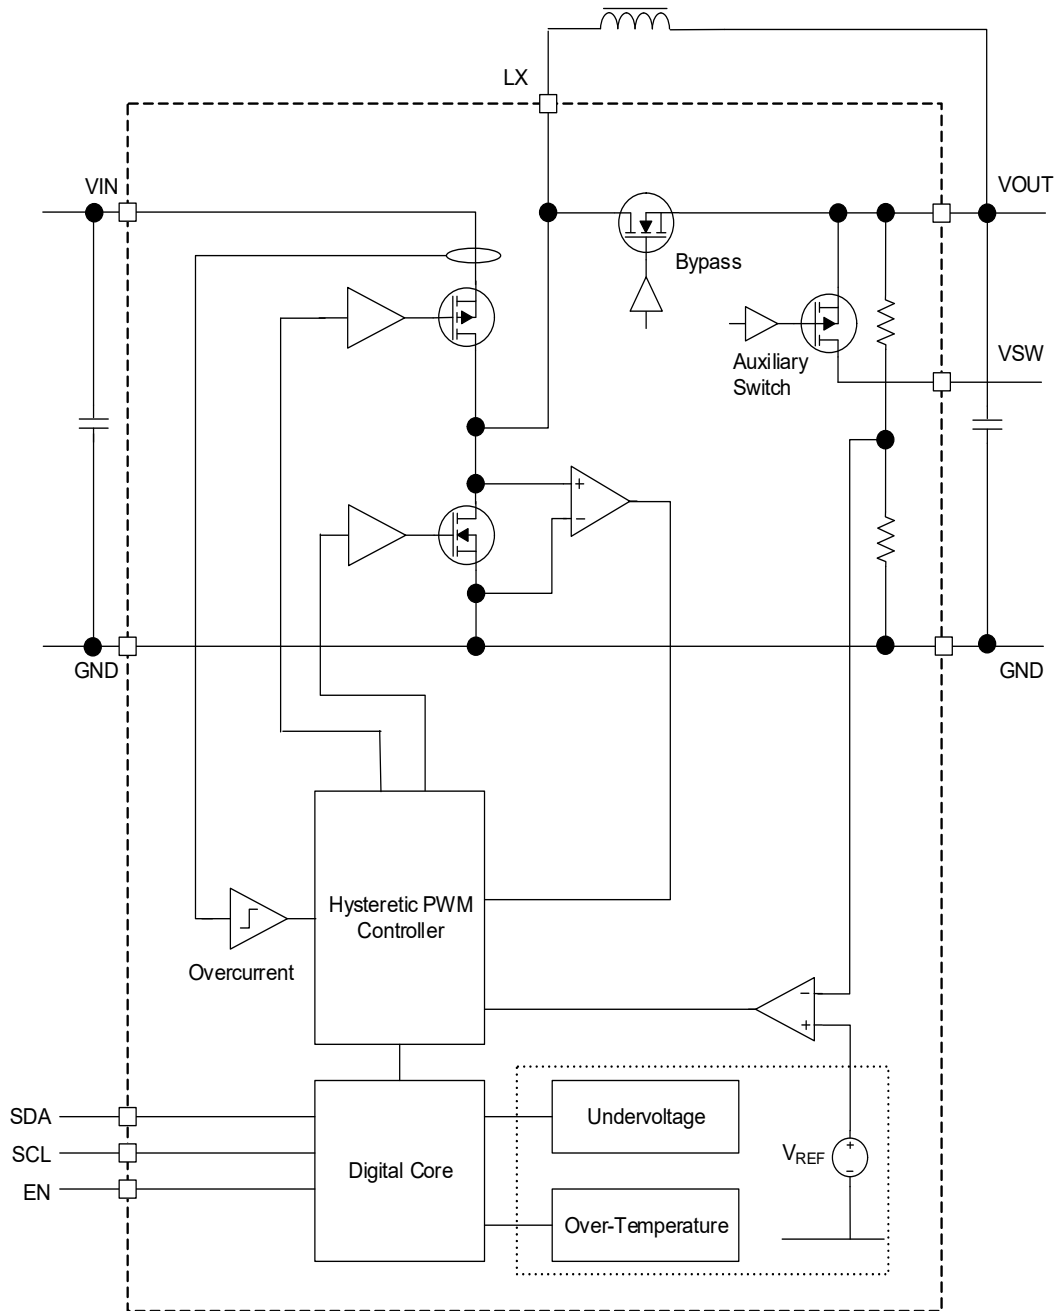 LX
VIN
VOUT
Bypass
VSW
Auxiliary
Switch
+
−
GND
GND
Hysteretic PWM
Controller
Overcurrent
−
+
SDA
SCL
EN
Digital Core
Undervoltage
Over-Temperature
VREF
+
−